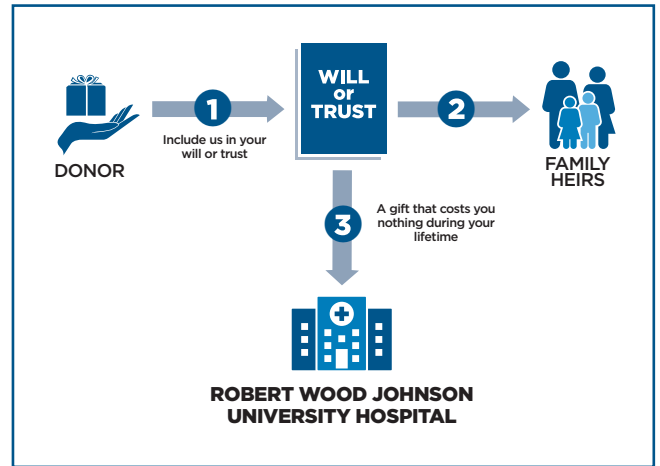 WILL
or
TRUST
1
2
Include us in your
will or trust
DONOR
FAMILY
HEIRS
3
A gift that costs you
nothing during your
lifetime
ROBERT WOOD JOHNSON
UNIVERSITY HOSPITAL